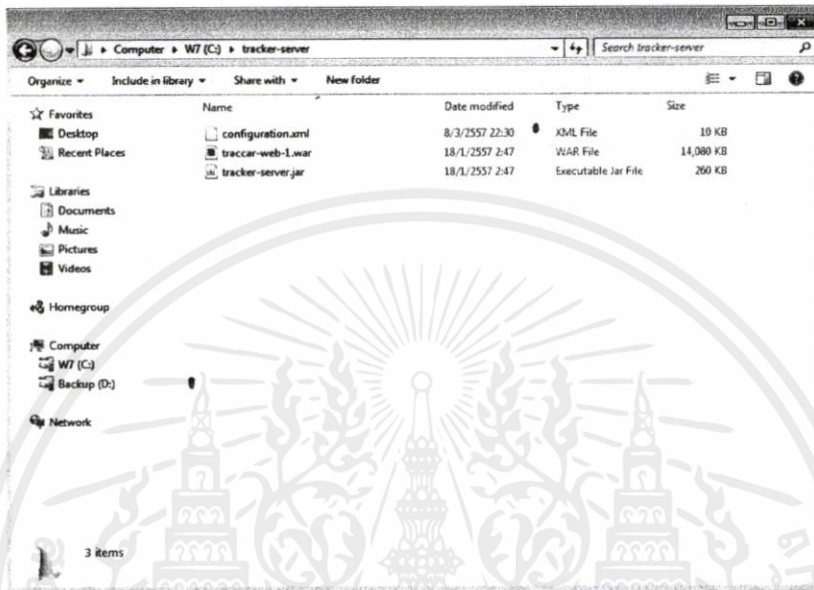 Computer ▸ W7 (C:) ▸ tracker-server
Search tracker-server
Organize Include in library Share with New folder
Name Date modified Type Size
Favorites
Desktop
Recent Places
Libraries
Documents
Music
Pictures
Videos
Homegroup
Computer
W7 (C:)
Backup (D:)
Network
configuration.xml 8/3/2557 22:30 XML File 10 KB
traccar-web-1.war 18/1/2557 2:47 WAR File 14,080 KB
tracker-server.jar 18/1/2557 2:47 Executable Jar File 260 KB
3 items